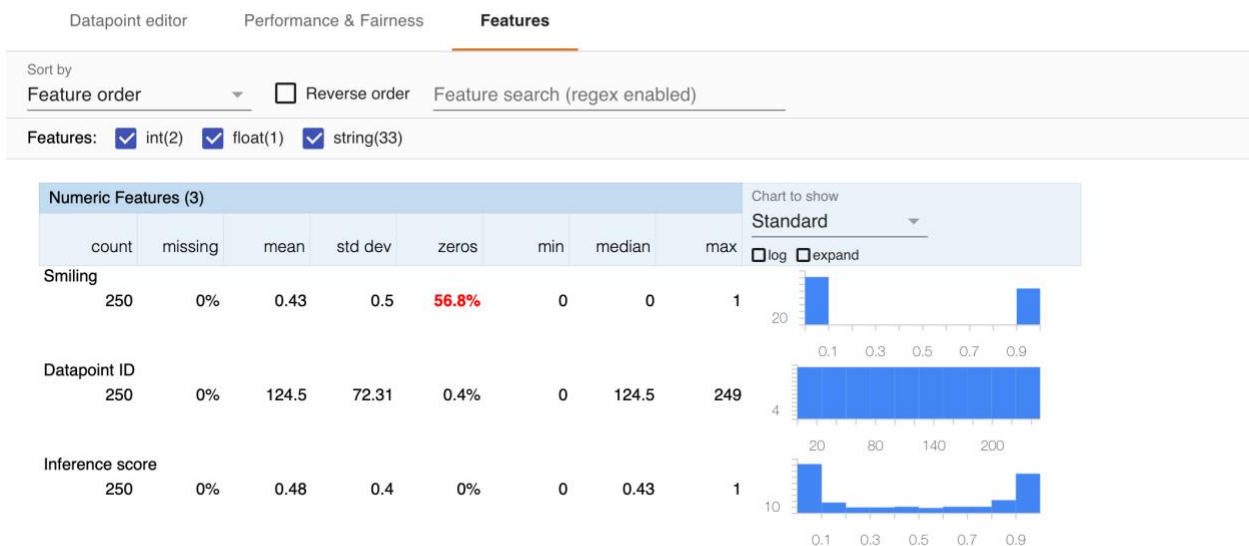 Datapoint editor Performance & Fairness Features
Sort by
Feature order Reverse order Feature search (regex enabled)
Features: int(2) float(1) string(33)
Numeric Features (3) Chart to show
Standard
count missing mean std dev zeros min median max
log expand
Smiling
250 0% 0.43 0.5 56.8% 0 0 1
20
0.1 0.3 0.5 0.7 0.9
Datapoint ID
250 0% 124.5 72.31 0.4% 0 124.5 249
4
20 80 140 200
Inference score
250 0% 0.48 0.4 0% 0 0.43 1
10
0.1 0.3 0.5 0.7 0.9